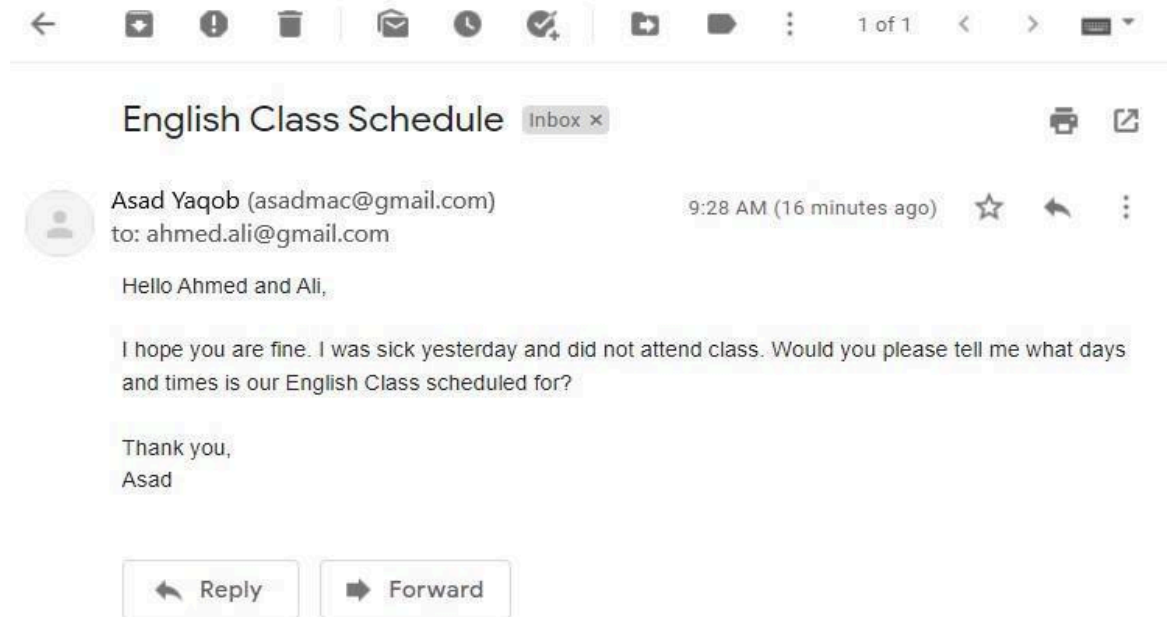 1 of 1
English Class Schedule Inbox ×
Asad Yaqob (asadmac@gmail.com) 9:28 AM (16 minutes ago)
to: ahmed.ali@gmail.com
Hello Ahmed and Ali,
I hope you are fine. I was sick yesterday and did not attend class. Would you please tell me what days
and times is our English Class scheduled for?
Thank you,
Asad
Reply Forward